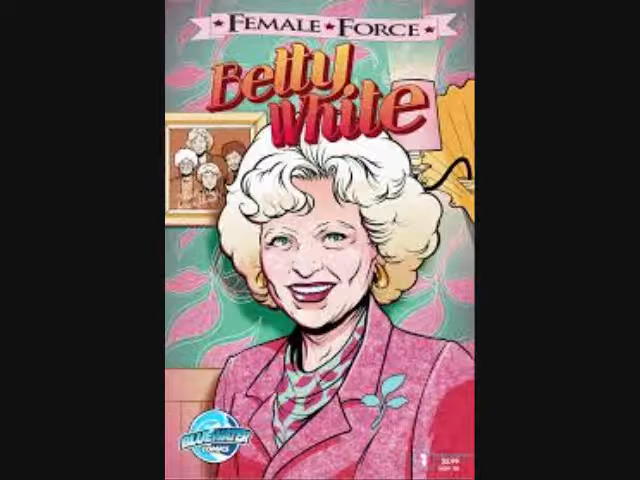 FEMALE ★ FORCE
Betty
White
BLUEWATER
COMICS